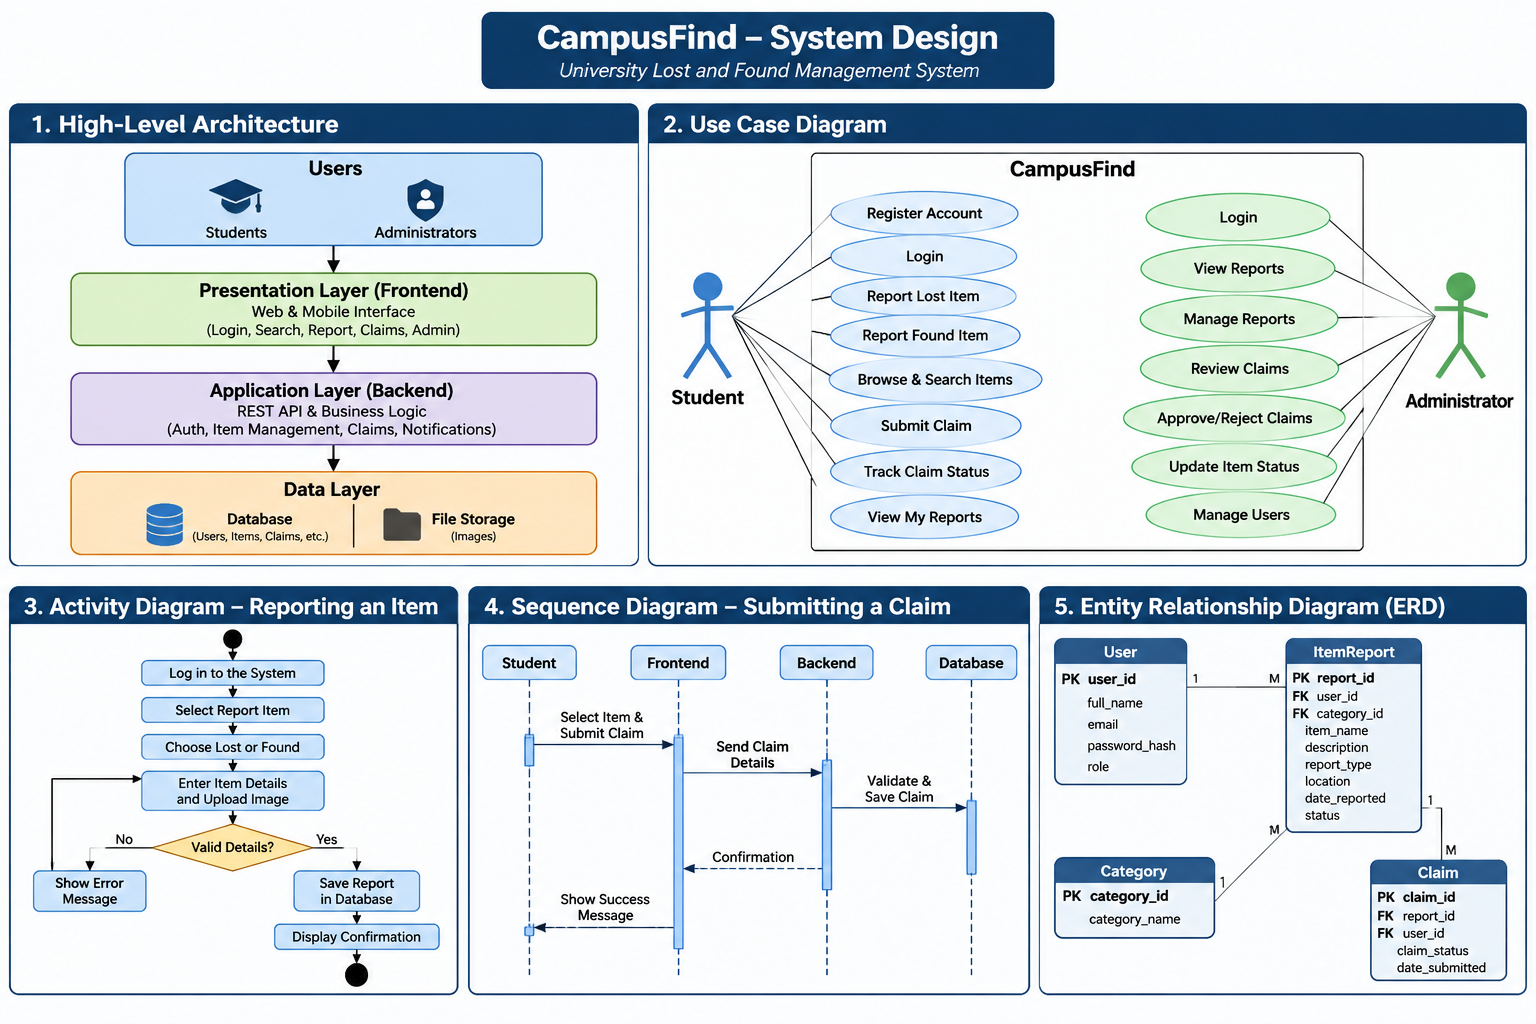 CampusFind – System Design
University Lost and Found Management System
1. High-Level Architecture
Users
Students
Administrators
Presentation Layer (Frontend)
Web & Mobile Interface
(Login, Search, Report, Claims, Admin)
Application Layer (Backend)
REST API & Business Logic
(Auth, Item Management, Claims, Notifications)
Data Layer
Database
(Users, Items, Claims, etc.)
File Storage
(Images)
2. Use Case Diagram
CampusFind
Student
Register Account
Login
Report Lost Item
Report Found Item
Browse & Search Items
Submit Claim
Track Claim Status
View My Reports
Login
View Reports
Manage Reports
Review Claims
Approve/Reject Claims
Update Item Status
Manage Users
Administrator
3. Activity Diagram – Reporting an Item
Log in to the System
Select Report Item
Choose Lost or Found
Enter Item Details
and Upload Image
Valid Details?
No
Yes
Show Error
Message
Save Report
in Database
Display Confirmation
4. Sequence Diagram – Submitting a Claim
Student
Frontend
Backend
Database
Select Item &
Submit Claim
Send Claim
Details
Validate &
Save Claim
Confirmation
Show Success
Message
5. Entity Relationship Diagram (ERD)
User
PK user_id
full_name
email
password_hash
role
1
M
ItemReport
PK report_id
FK user_id
FK category_id
item_name
description
report_type
location
date_reported
status
1
M
M
1
Category
PK category_id
category_name
Claim
PK claim_id
FK report_id
FK user_id
claim_status
date_submitted